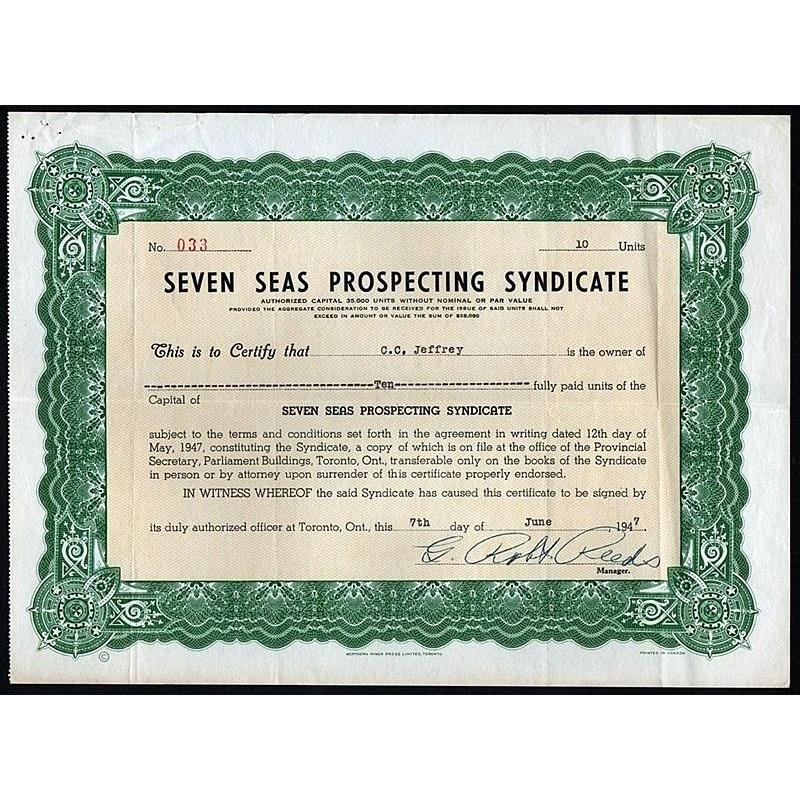 No. 033 10 Units
SEVEN SEAS PROSPECTING SYNDICATE
AUTHORIZED CAPITAL 35,000 UNITS WITHOUT NOMINAL OR PAR VALUE
PROVIDED THE AGGREGATE CONSIDERATION TO BE RECEIVED FOR THE ISSUE OF SAID UNITS SHALL NOT
EXCEED IN AMOUNT OR VALUE THE SUM OF $35,000
This is to Certify that C.C. Jeffrey is the owner of
Ten fully paid units of the
Capital of
SEVEN SEAS PROSPECTING SYNDICATE
subject to the terms and conditions set forth in the agreement in writing dated 12th day of
May, 1947, constituting the Syndicate, a copy of which is on file at the office of the Provincial
Secretary, Parliament Buildings, Toronto, Ont., transferable only on the books of the Syndicate
in person or by attorney upon surrender of this certificate properly endorsed.
IN WITNESS WHEREOF the said Syndicate has caused this certificate to be signed by
its duly authorized officer at Toronto, Ont., this 7th day of June 1947.
G. Robt. Reeds
Manager.
© NORTHERN MINER PRESS LIMITED, TORONTO PRINTED IN CANADA